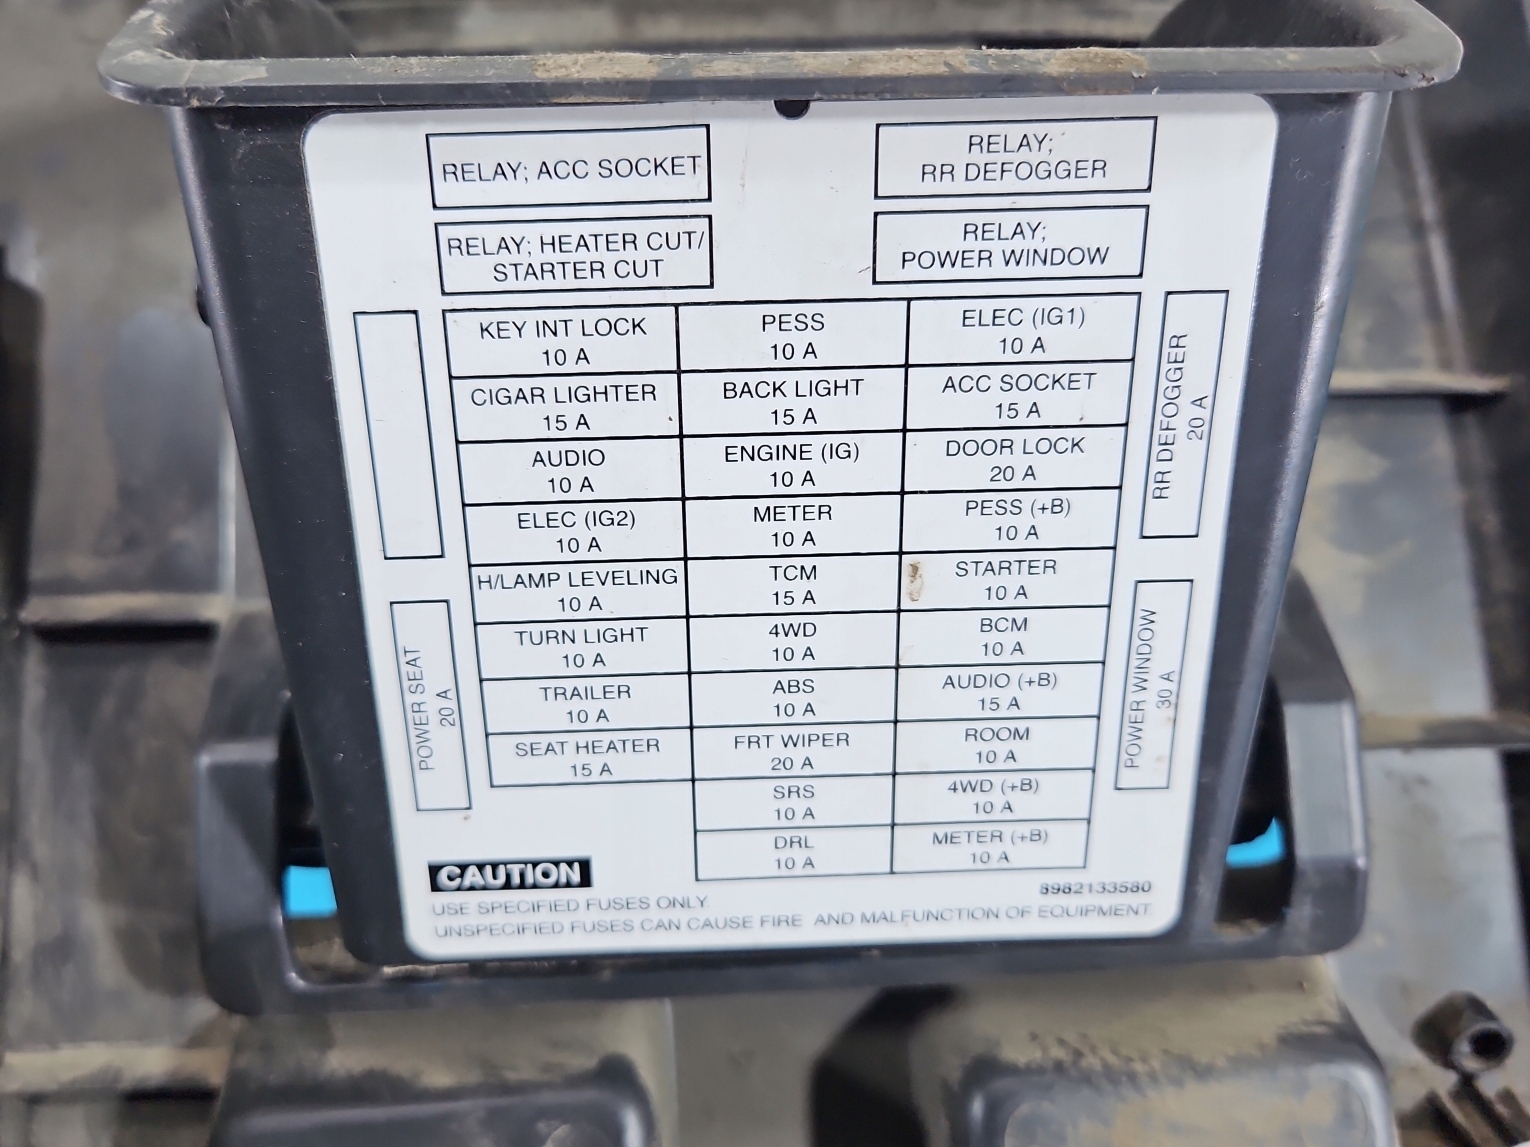 RELAY; ACC SOCKET
RELAY;
RR DEFOGGER
RELAY; HEATER CUT/
STARTER CUT
RELAY;
POWER WINDOW
KEY INT LOCK
10 A
PESS
10 A
ELEC (IG1)
10 A
CIGAR LIGHTER
15 A
BACK LIGHT
15 A
ACC SOCKET
15 A
AUDIO
10 A
ENGINE (IG)
10 A
DOOR LOCK
20 A
ELEC (IG2)
10 A
METER
10 A
PESS (+B)
10 A
H/LAMP LEVELING
10 A
TCM
15 A
STARTER
10 A
TURN LIGHT
10 A
4WD
10 A
BCM
10 A
TRAILER
10 A
ABS
10 A
AUDIO (+B)
15 A
SEAT HEATER
15 A
FRT WIPER
20 A
ROOM
10 A
SRS
10 A
4WD (+B)
10 A
DRL
10 A
METER (+B)
10 A
RR DEFOGGER
20 A
POWER SEAT
20 A
POWER WINDOW
30 A
CAUTION
8982133580
USE SPECIFIED FUSES ONLY.
UNSPECIFIED FUSES CAN CAUSE FIRE AND MALFUNCTION OF EQUIPMENT.